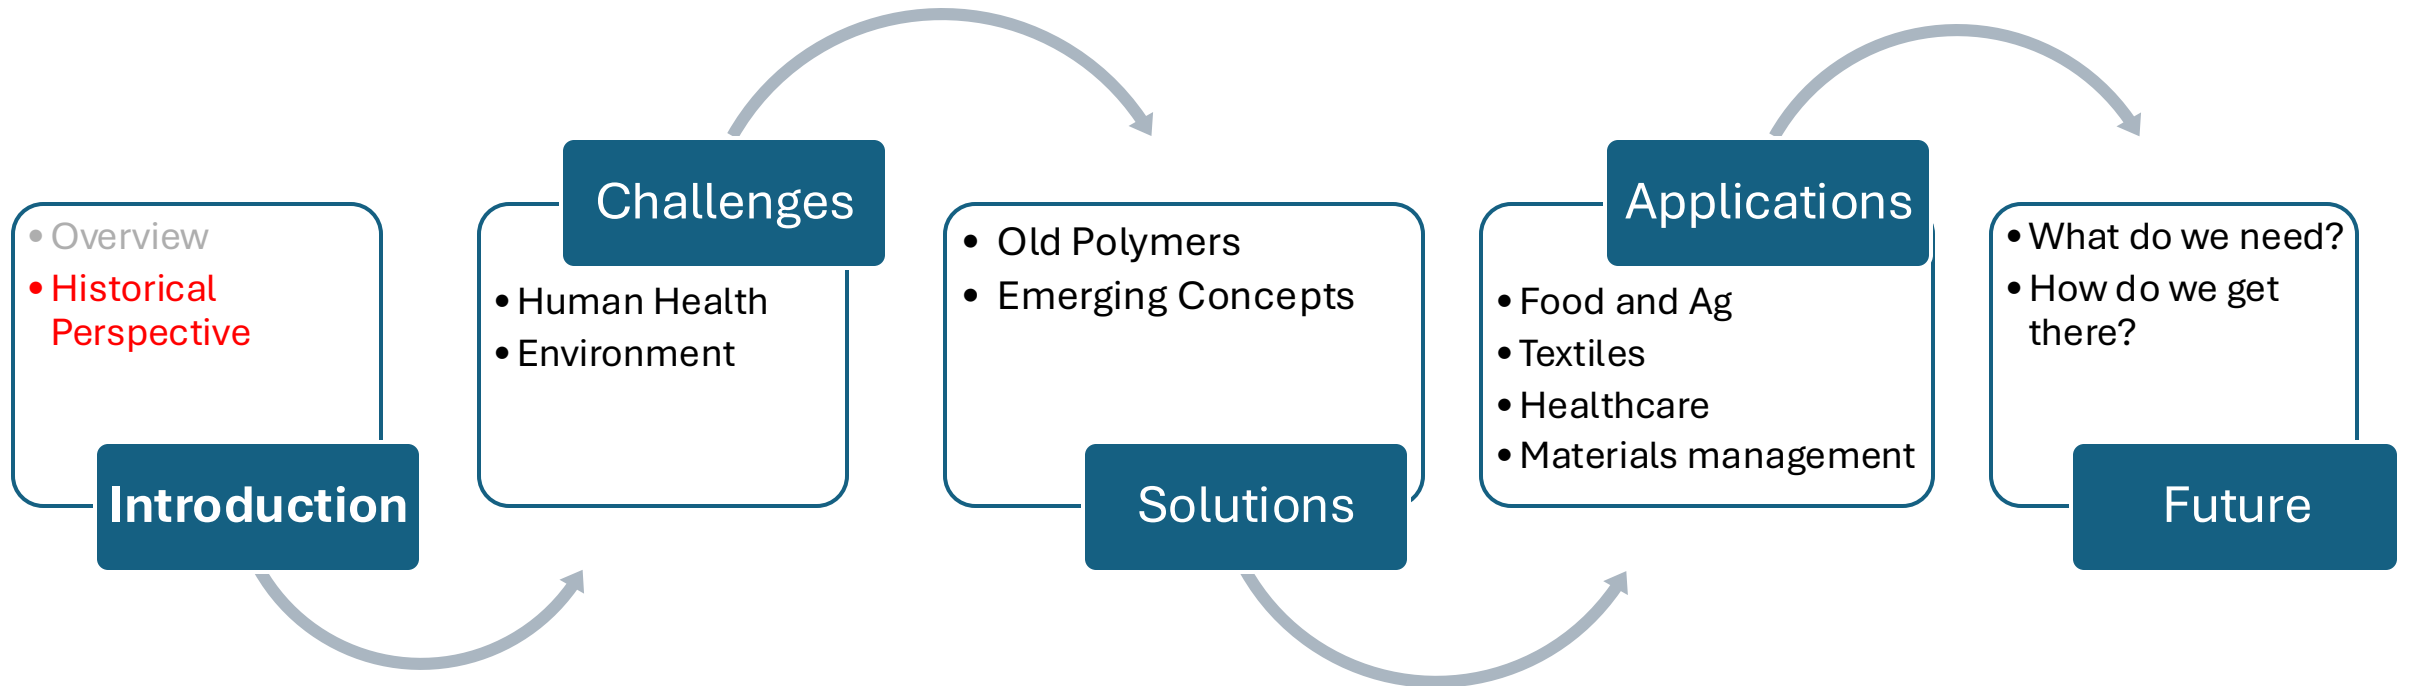 • Overview
• Historical
Perspective
Introduction
Challenges
• Human Health
• Environment
• Old Polymers
• Emerging Concepts
Solutions
Applications
• Food and Ag
• Textiles
• Healthcare
• Materials management
• What do we need?
• How do we get
there?
Future